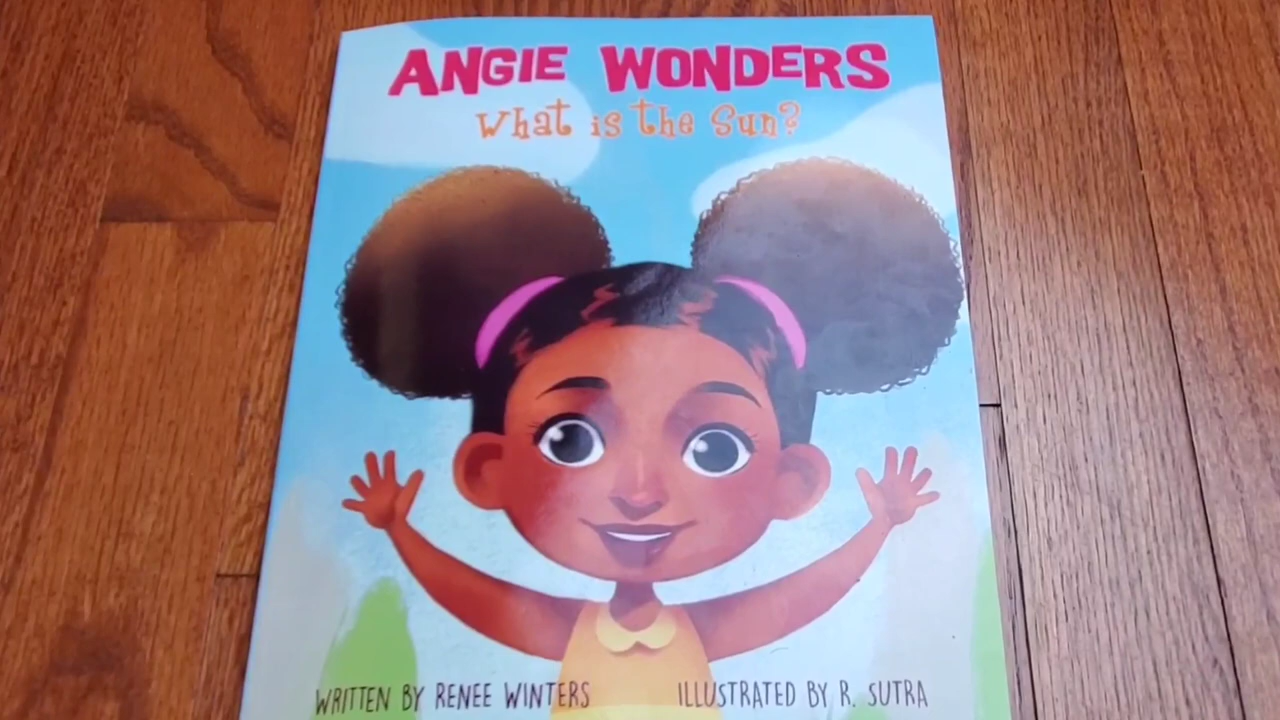 ANGIE WONDERS
What is the Sun?
WRITTEN BY RENEE WINTERS ILLUSTRATED BY R. SUTRA